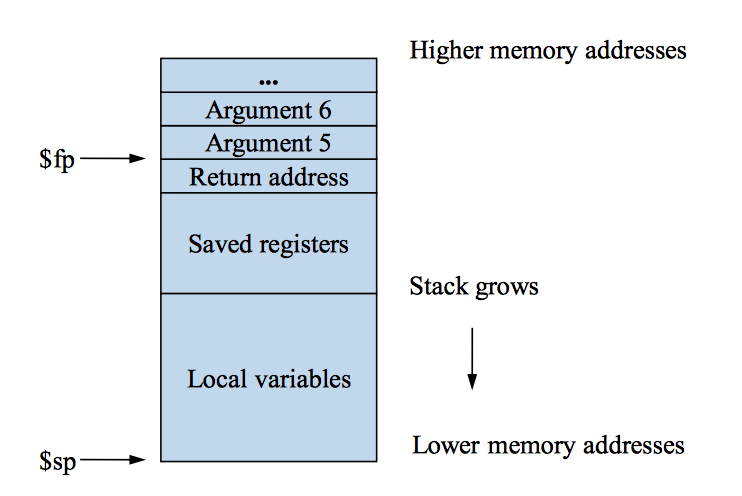 Higher memory addresses
...
Argument 6
Argument 5
$fp
Return address
Saved registers
Stack grows
Local variables
Lower memory addresses
$sp